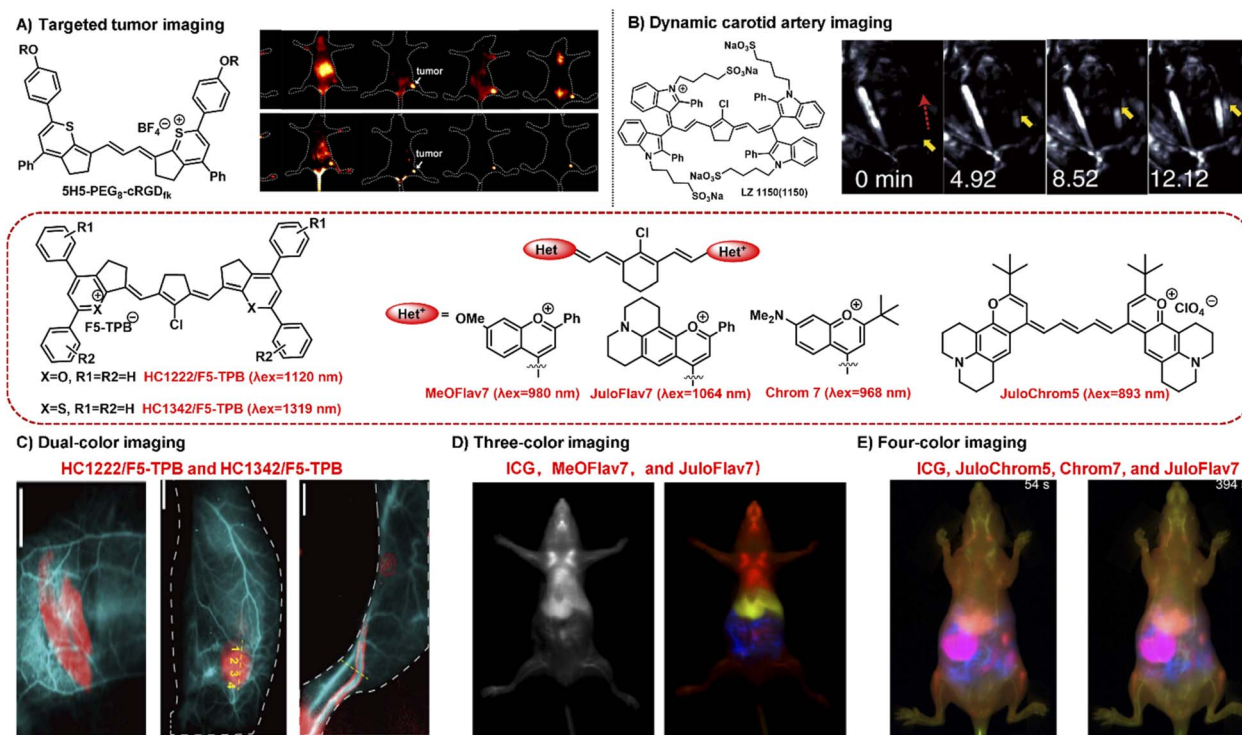 A) Targeted tumor imaging
RO
OR
S
S
⊕
BF₄⊖
Ph
Ph
5H5-PEG₈-cRGDfk
tumor
tumor
B) Dynamic carotid artery imaging
NaO₃S
SO₃Na
NaO₃S
N⊕
N
Ph
Cl
Ph
Ph
Ph
N
N
NaO₃S
SO₃Na
LZ 1150(1150)
0 min
4.92
8.52
12.12
R1
R1
X
⊕
X
F5-TPB⊖
Cl
R2
R2
X=O, R1=R2=H HC1222/F5-TPB (λex=1120 nm)
X=S, R1=R2=H HC1342/F5-TPB (λex=1319 nm)
Cl
Het
Het⁺
Het⁺ =
OMe
O⊕
Ph
MeOFlav7 (λex=980 nm)
N
O⊕
Ph
JuloFlav7 (λex=1064 nm)
Me₂N
O⊕
Chrom 7 (λex=968 nm)
O
O⊕
ClO₄⊖
N
N
JuloChrom5 (λex=893 nm)
C) Dual-color imaging
HC1222/F5-TPB and HC1342/F5-TPB
1
2
3
4
D) Three-color imaging
ICG, MeOFlav7, and JuloFlav7)
E) Four-color imaging
ICG, JuloChrom5, Chrom7, and JuloFlav7
54 s
394